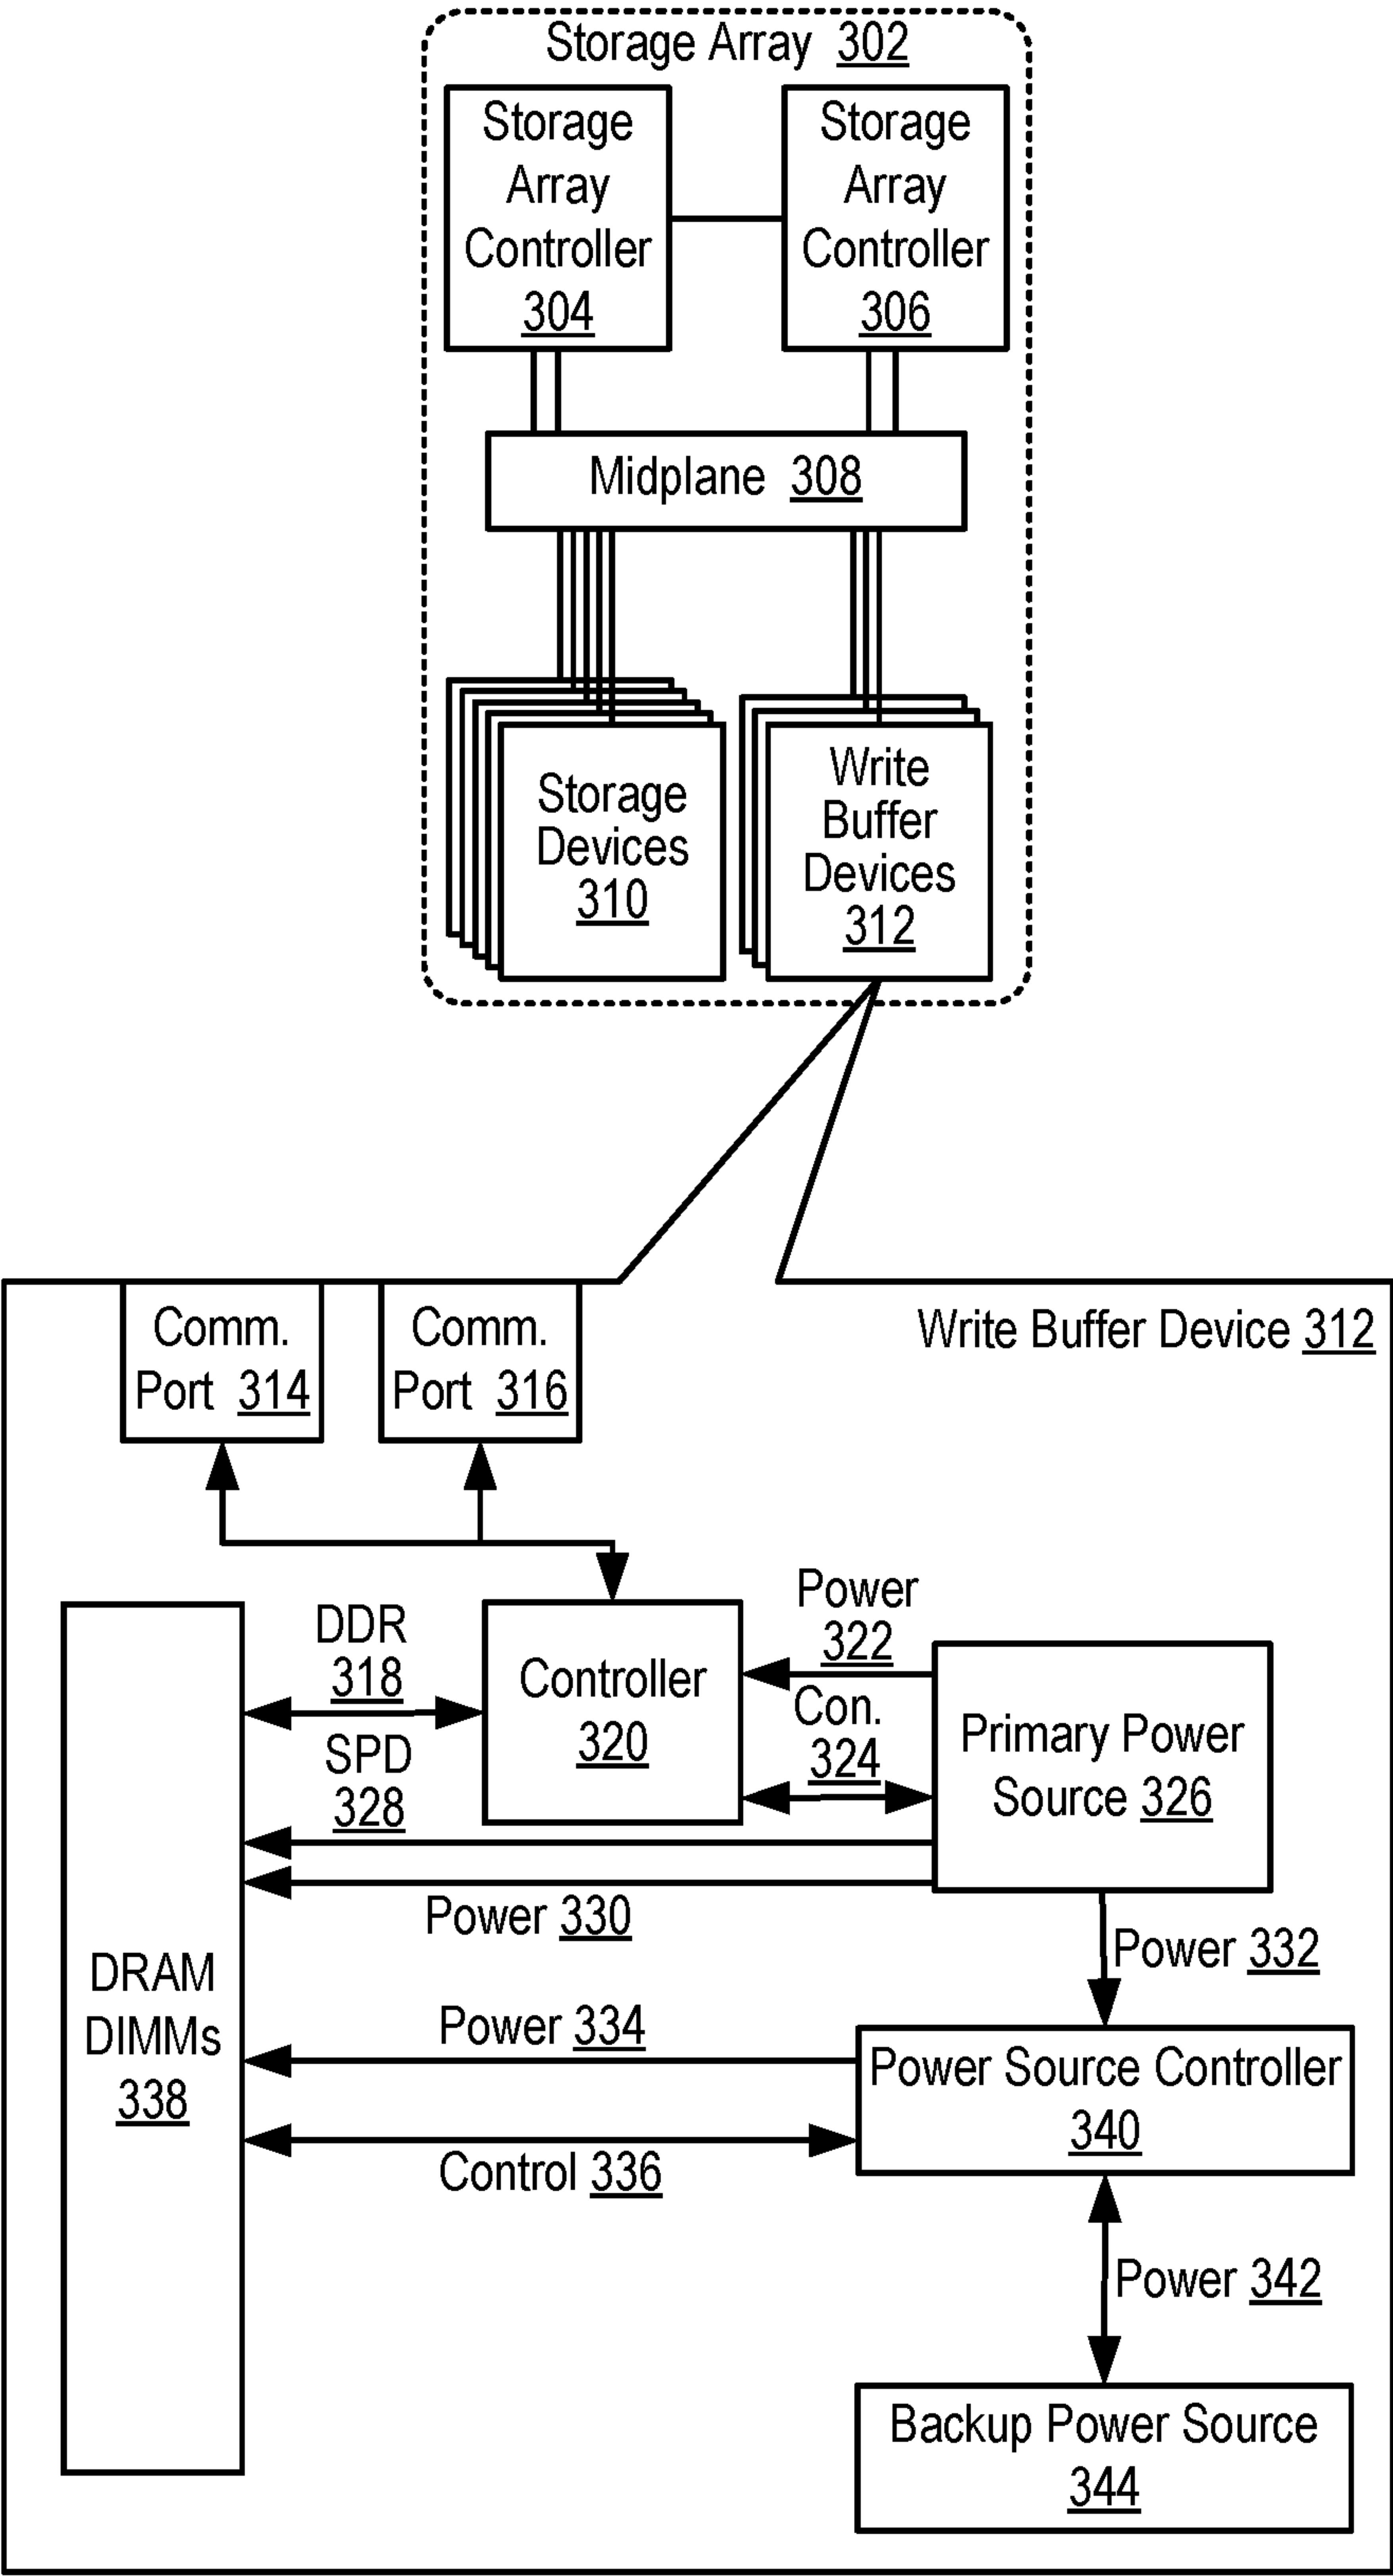 Storage Array 302
Storage
Array
Controller
304
Storage
Array
Controller
306
Midplane 308
Storage
Devices
310
Write
Buffer
Devices
312
Write Buffer Device 312
Comm.
Port 314
Comm.
Port 316
DDR
318
Controller
320
Power
322
Con.
324
Primary Power
Source 326
SPD
328
Power 330
Power 332
DRAM
DIMMs
338
Power 334
Power Source Controller
340
Control 336
Power 342
Backup Power Source
344